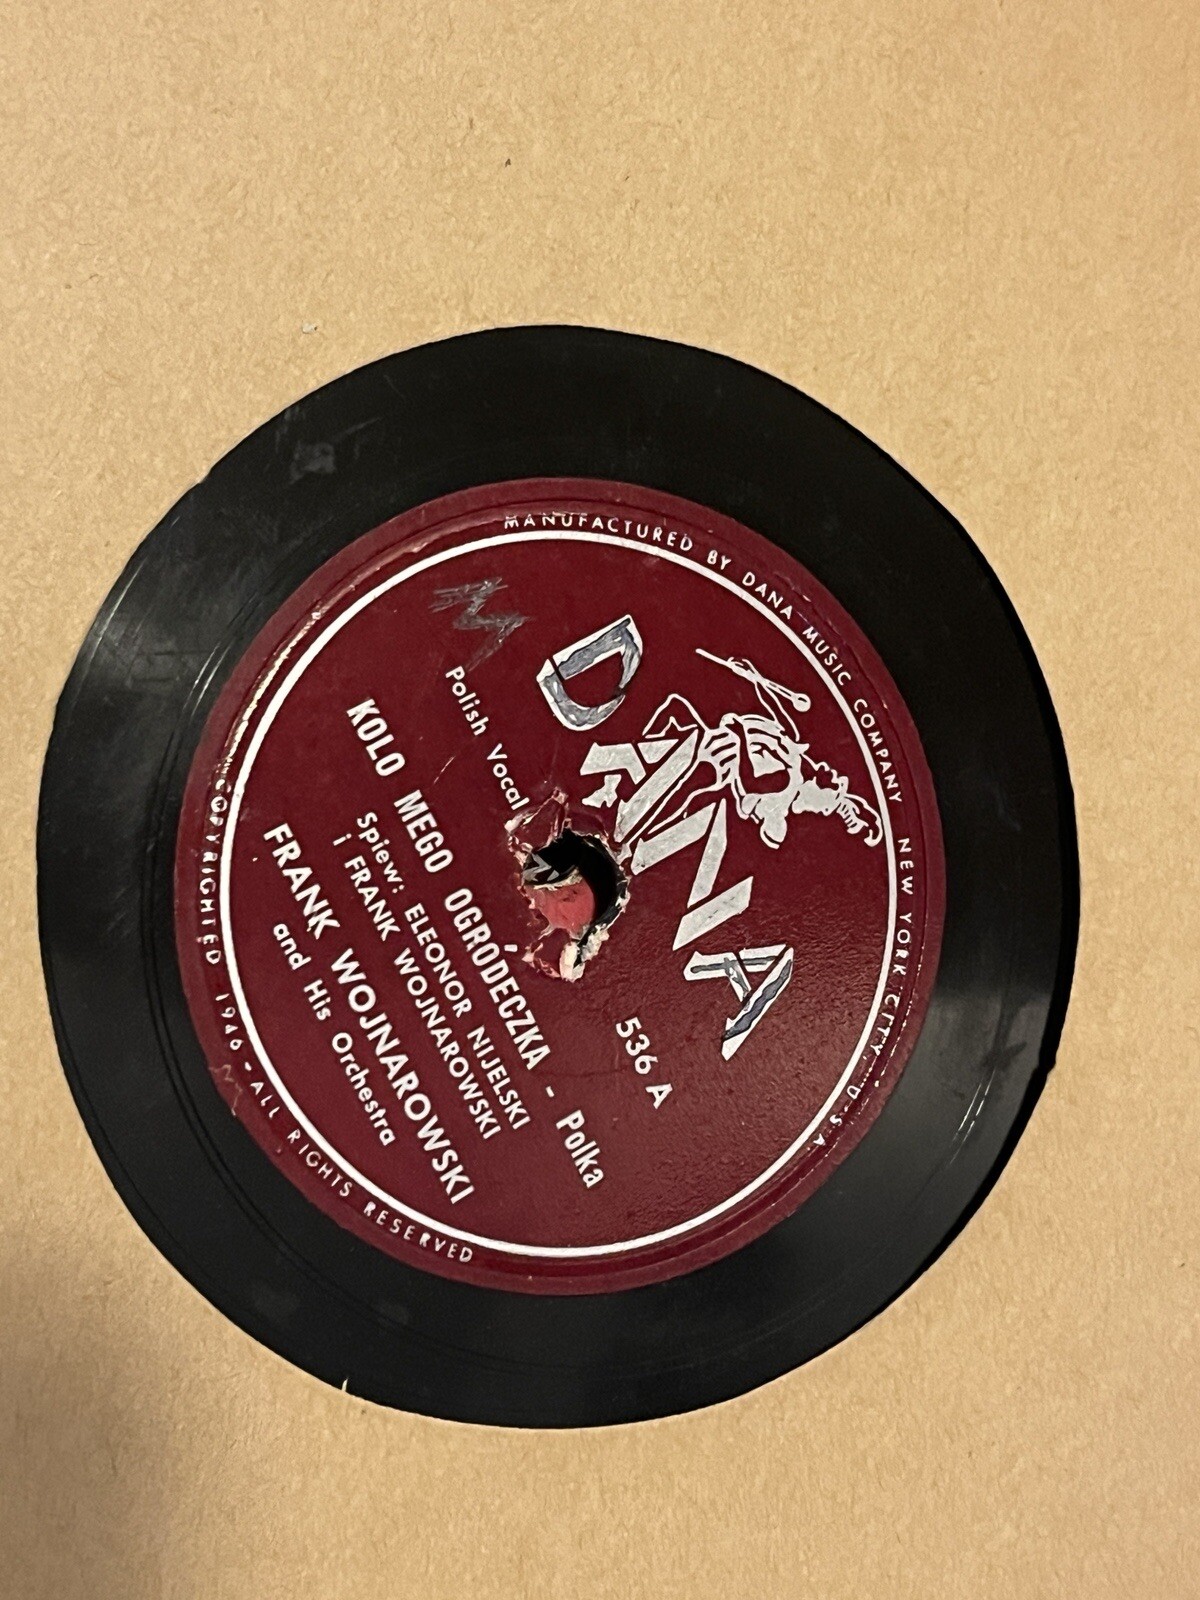 MANUFACTURED BY DANA MUSIC COMPANY NEW YORK CITY, U.S.A.
DANA
536 A
Polish Vocal
KOLO MEGO OGRÓDECZKA - Polka
Spiew: ELEONOR NIJELSKI
i FRANK WOJNAROWSKI
FRANK WOJNAROWSKI
and His Orchestra
COPYRIGHTED 1946 - ALL RIGHTS RESERVED